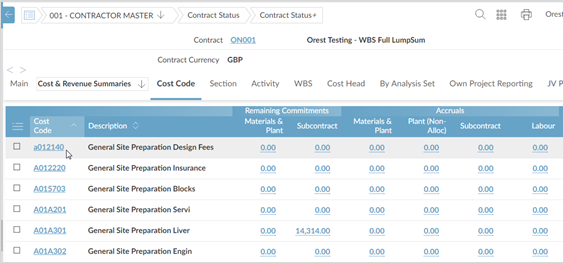 001 - CONTRACTOR MASTER Contract Status Contract Status+ Orest
Contract ON001 Orest Testing - WBS Full LumpSum
Contract Currency GBP
Main Cost & Revenue Summaries Cost Code Section Activity WBS Cost Head By Analysis Set Own Project Reporting JV P
Remaining Commitments Accruals
Cost Code Description Materials & Plant Subcontract Materials & Plant Plant (Non-Alloc) Subcontract Labour
a012140 General Site Preparation Design Fees 0.00 0.00 0.00 0.00 0.00 0.00
A012220 General Site Preparation Insurance 0.00 0.00 0.00 0.00 0.00 0.00
A015703 General Site Preparation Blocks 0.00 0.00 0.00 0.00 0.00 0.00
A01A201 General Site Preparation Servi 0.00 0.00 0.00 0.00 0.00 0.00
A01A301 General Site Preparation Liver 0.00 14,314.00 0.00 0.00 0.00 0.00
A01A302 General Site Preparation Engin 0.00 0.00 0.00 0.00 0.00 0.00